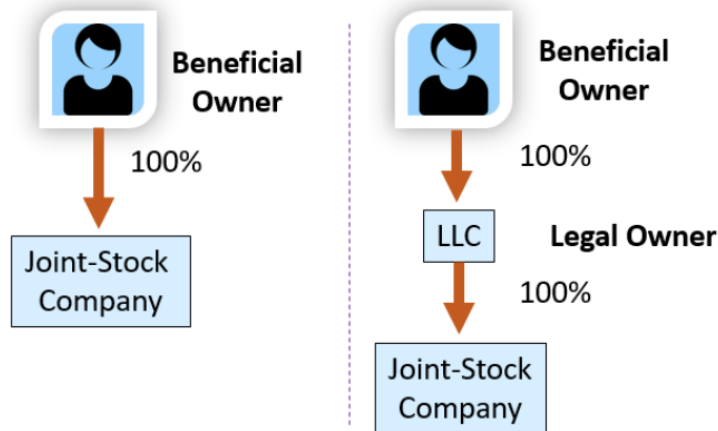 Beneficial
Owner
100%
Joint-Stock
Company
Beneficial
Owner
100%
LLC
Legal Owner
100%
Joint-Stock
Company